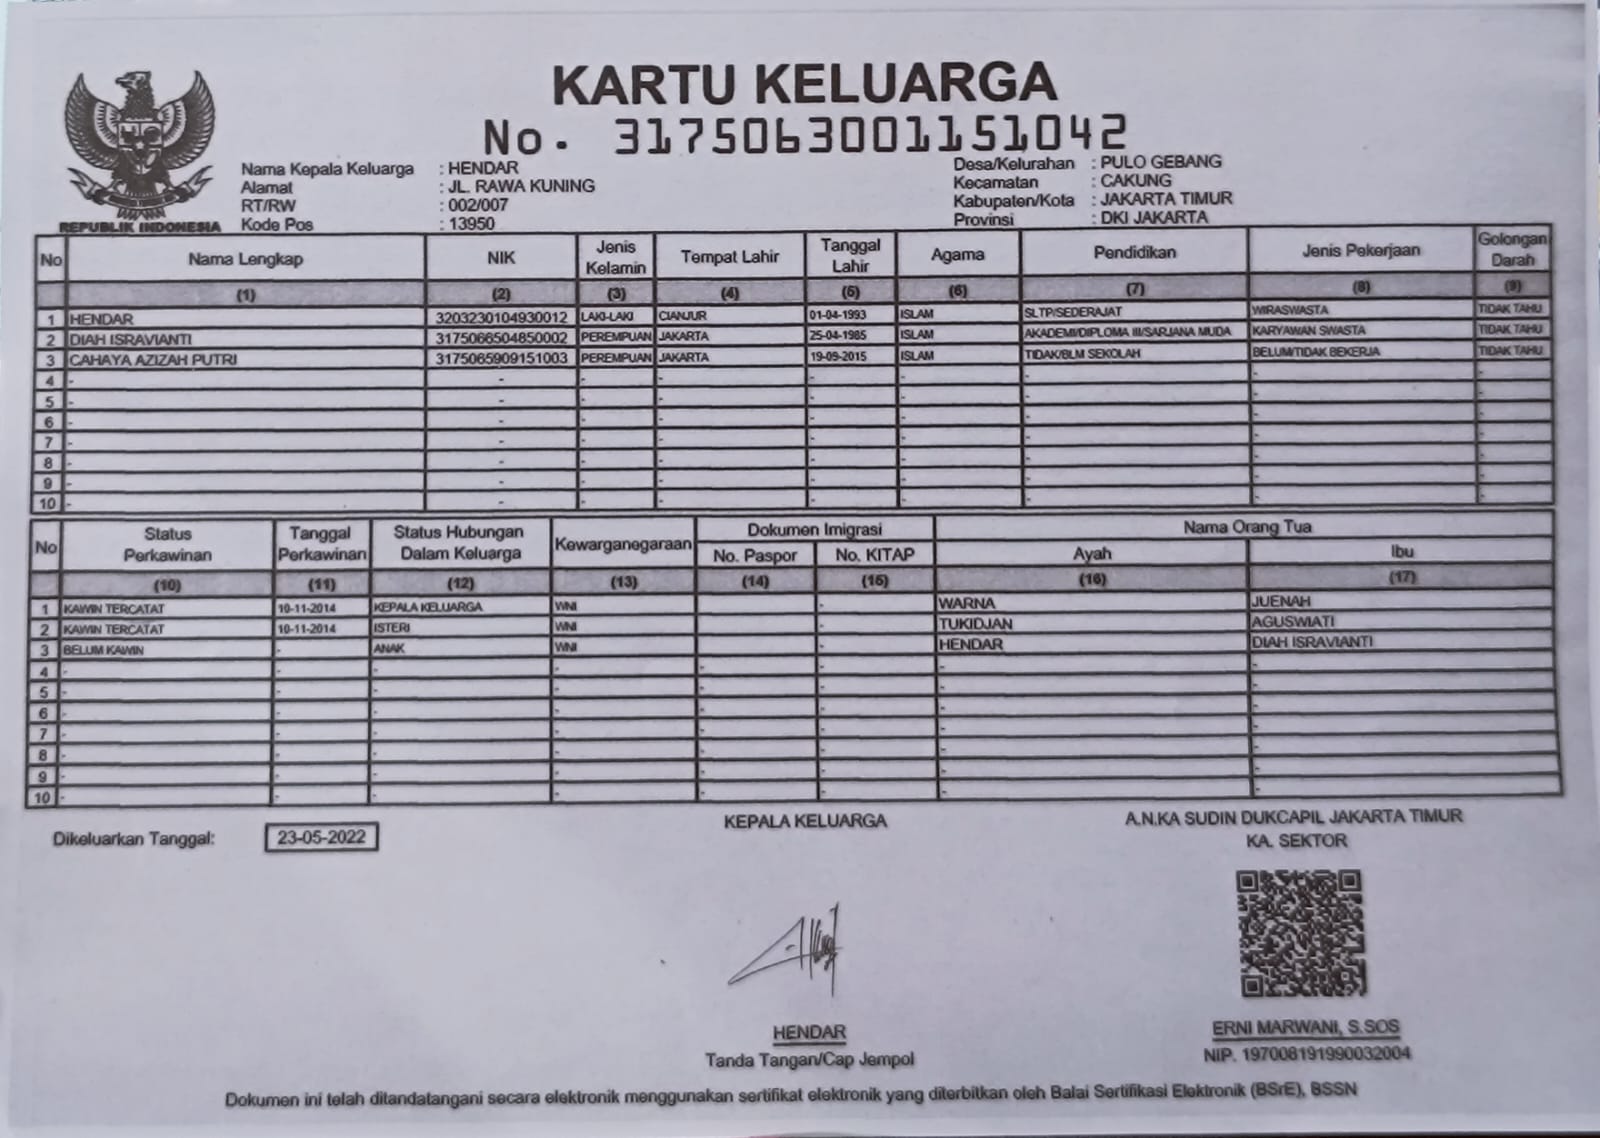 KARTU KELUARGA
No. 3175063001151042
REPUBLIK INDONESIA
Nama Kepala Keluarga : HENDAR
Alamat : JL. RAWA KUNING
RT/RW : 002/007
Kode Pos : 13950
Desa/Kelurahan : PULO GEBANG
Kecamatan : CAKUNG
Kabupaten/Kota : JAKARTA TIMUR
Provinsi : DKI JAKARTA
No Nama Lengkap NIK Jenis Kelamin Tempat Lahir Tanggal Lahir Agama Pendidikan Jenis Pekerjaan Golongan Darah
(1) (2) (3) (4) (5) (6) (7) (8) (9)
1 HENDAR 3203230104930012 LAKI-LAKI CIANJUR 01-04-1993 ISLAM SLTP/SEDERAJAT WIRASWASTA TIDAK TAHU
2 DIAH ISRAVIANTI 3175066504850002 PEREMPUAN JAKARTA 25-04-1985 ISLAM AKADEMI/DIPLOMA III/SARJANA MUDA KARYAWAN SWASTA TIDAK TAHU
3 CAHAYA AZIZAH PUTRI 3175065909151003 PEREMPUAN JAKARTA 19-09-2015 ISLAM TIDAK/BLM SEKOLAH BELUM/TIDAK BEKERJA TIDAK TAHU
4 - - - - - - - - -
5 - - - - - - - - -
6 - - - - - - - - -
7 - - - - - - - - -
8 - - - - - - - - -
9 - - - - - - - - -
10 - - - - - - - - -
No Status Perkawinan Tanggal Perkawinan Status Hubungan Dalam Keluarga Kewarganegaraan Dokumen Imigrasi Nama Orang Tua
No. Paspor No. KITAP Ayah Ibu
(10) (11) (12) (13) (14) (15) (16) (17)
1 KAWIN TERCATAT 10-11-2014 KEPALA KELUARGA WNI - WARNA JUENAH
2 KAWIN TERCATAT 10-11-2014 ISTERI WNI - TUKIDJAN AGUSWIATI
3 BELUM KAWIN - ANAK WNI - HENDAR DIAH ISRAVIANTI
4 - - - - - - - -
5 - - - - - - - -
6 - - - - - - - -
7 - - - - - - - -
8 - - - - - - - -
9 - - - - - - - -
10 - - - - - - - -
Dikeluarkan Tanggal: 23-05-2022
KEPALA KELUARGA
HENDAR
Tanda Tangan/Cap Jempol
A.N.KA SUDIN DUKCAPIL JAKARTA TIMUR
KA. SEKTOR
ERNI MARWANI, S.SOS
NIP. 197008191990032004
Dokumen ini telah ditandatangani secara elektronik menggunakan sertifikat elektronik yang diterbitkan oleh Balai Sertifikasi Elektronik (BSrE), BSSN